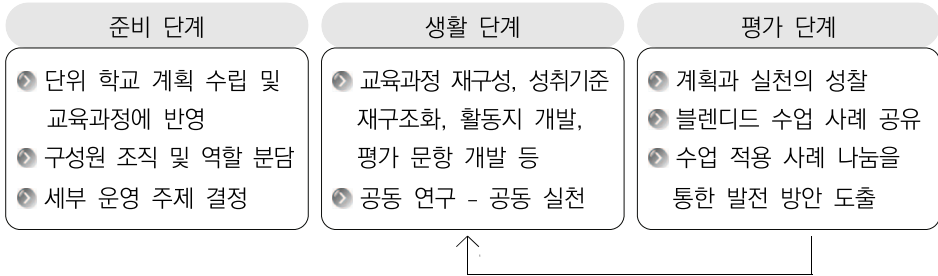 준비 단계
단위 학교 계획 수립 및
교육과정에 반영
구성원 조직 및 역할 분담
세부 운영 주제 결정
생활 단계
교육과정 재구성, 성취기준
재구조화, 활동지 개발,
평가 문항 개발 등
공동 연구 – 공동 실천
평가 단계
계획과 실천의 성찰
블렌디드 수업 사례 공유
수업 적용 사례 나눔을
통한 발전 방안 도출